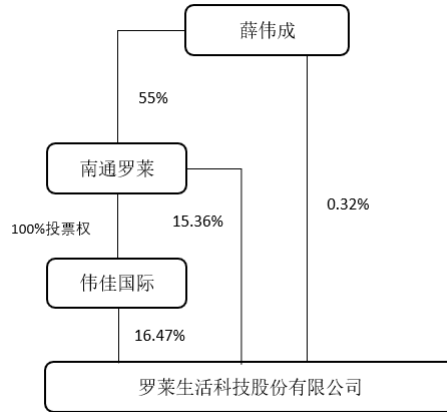 薛伟成
55%
南通罗莱
0.32%
15.36%
100%投票权
伟佳国际
16.47%
罗莱生活科技股份有限公司